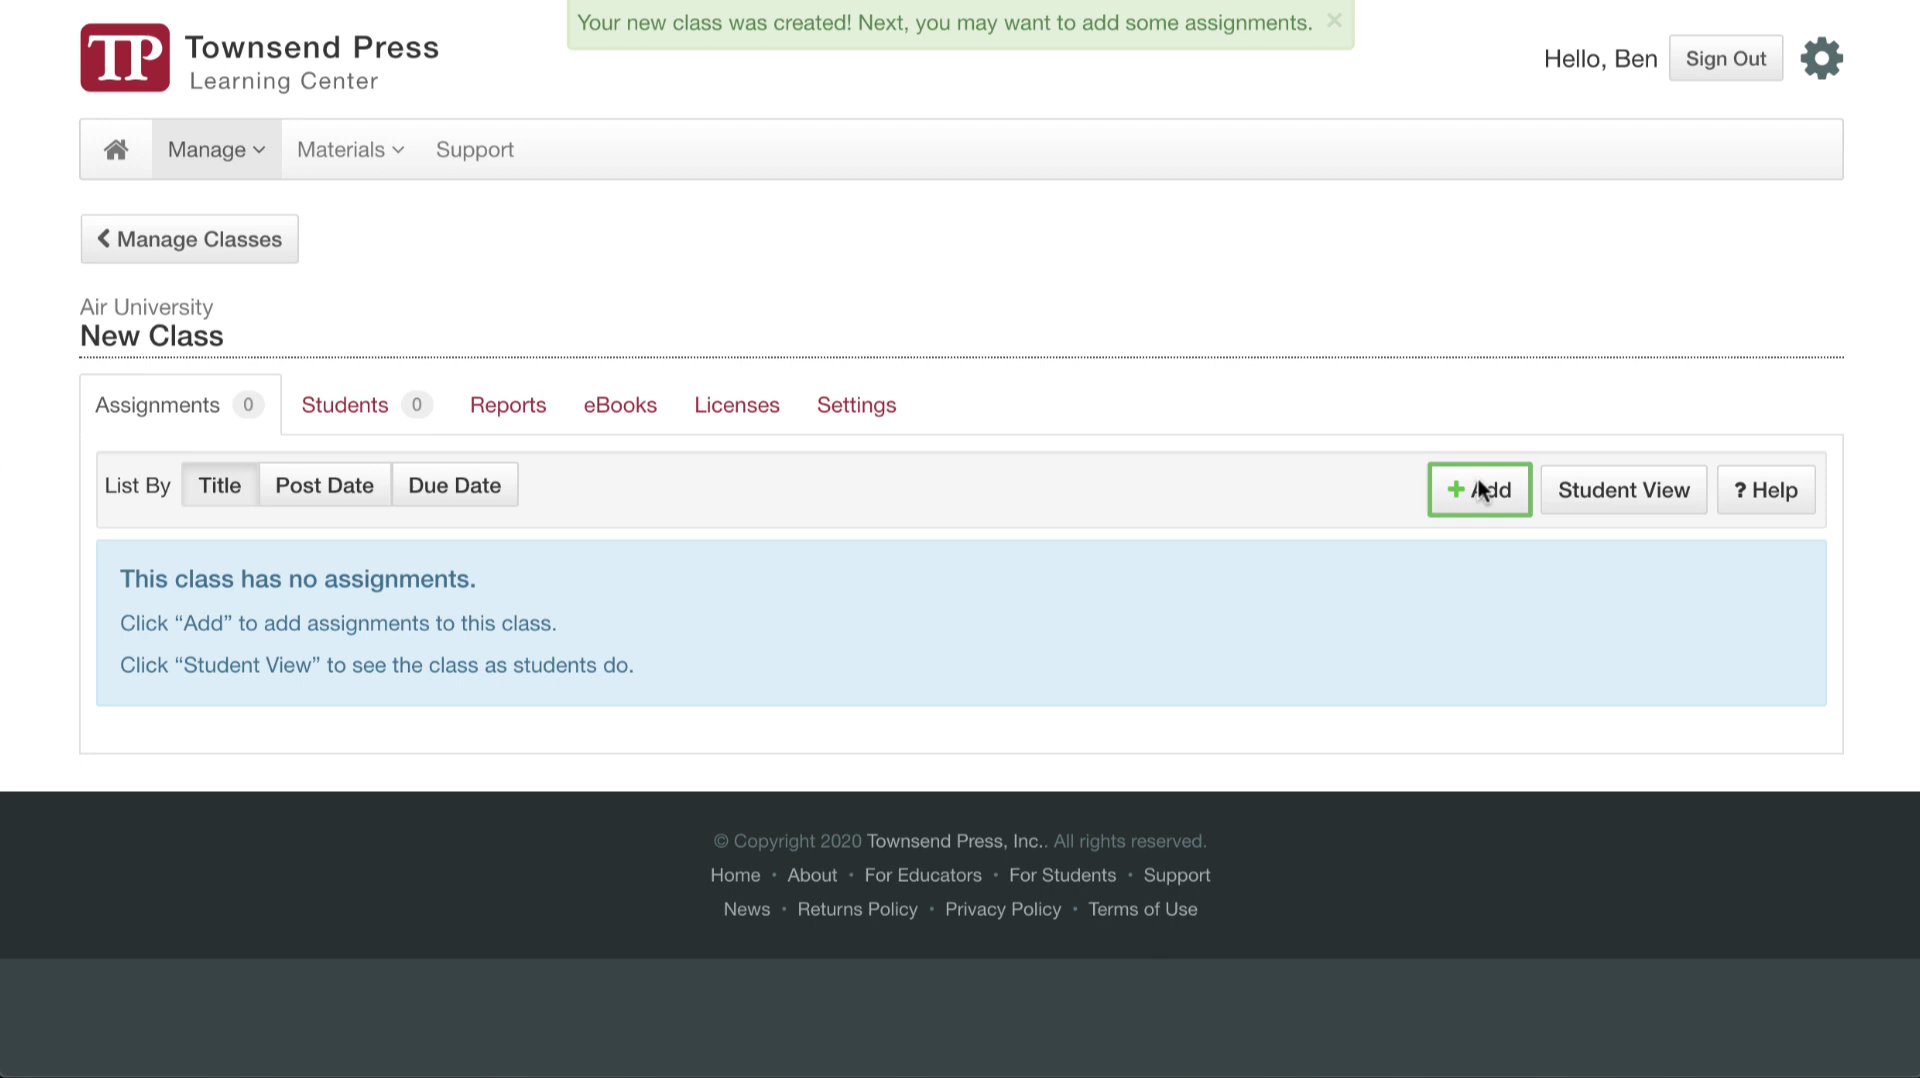 Your new class was created! Next, you may want to add some assignments. ×
TP Townsend Press
Learning Center
Hello, Ben Sign Out
Manage Materials Support
Manage Classes
Air University
New Class
Assignments 0 Students 0 Reports eBooks Licenses Settings
List By Title Post Date Due Date + Add Student View ? Help
This class has no assignments.
Click “Add” to add assignments to this class.
Click “Student View” to see the class as students do.
© Copyright 2020 Townsend Press, Inc.. All rights reserved.
Home • About • For Educators • For Students • Support
News • Returns Policy • Privacy Policy • Terms of Use